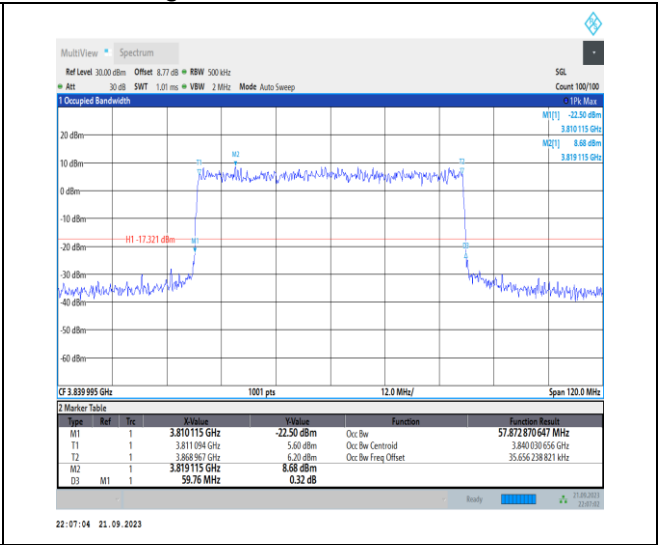 MultiView Spectrum
Ref Level 30.00 dBm Offset 8.77 dB RBW 500 kHz SGL
Att 30 dB SWT 1.01 ms VBW 2 MHz Mode Auto Sweep Count 100/100
1 Occupied Bandwidth 1Pk Max
M1[1] -22.50 dBm
3.810 115 GHz
20 dBm
M2[1] 8.68 dBm
3.819 115 GHz
M2
10 dBm
T1
0 dBm
-10 dBm
H1 -17.321 dBm M1
-20 dBm
-30 dBm
-40 dBm
-50 dBm
-60 dBm
CF 3.839 995 GHz 1001 pts 12.0 MHz/ Span 120.0 MHz
2 Marker Table
Type Ref Trc X-Value Y-Value Function Function Result
M1 1 3.810 115 GHz -22.50 dBm Occ Bw 57.872 870 647 MHz
T1 1 3.811 094 GHz 5.60 dBm Occ Bw Centroid 3.840 030 656 GHz
T2 1 3.868 967 GHz 6.20 dBm Occ Bw Freq Offset 35.656 238 821 kHz
M2 1 3.819 115 GHz 8.68 dBm
D3 M1 1 59.76 MHz 0.32 dB
Ready 21.09.2023
22:07:02
22:07:04 21.09.2023